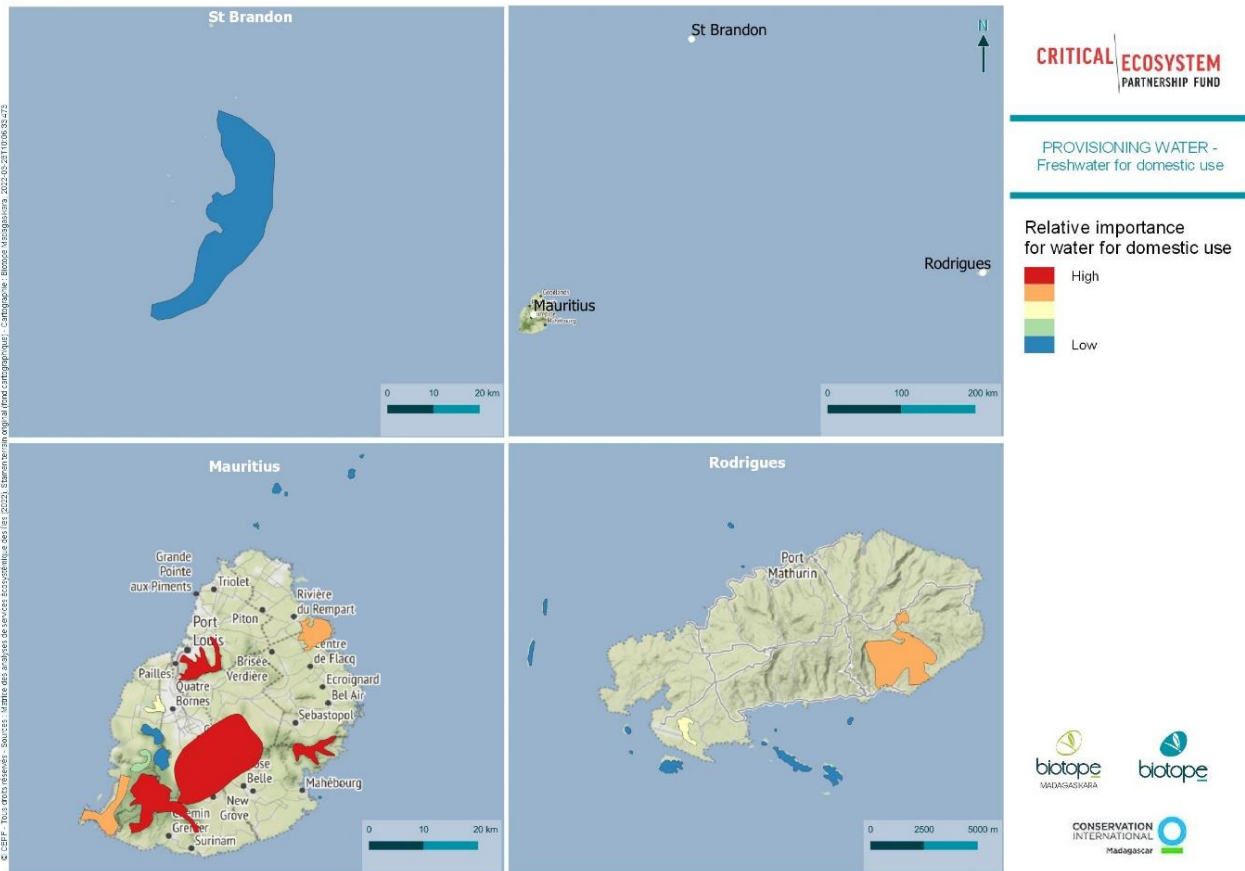 St Brandon
0 10 20 km
St Brandon
N
Rodrigues
Mauritius
0 100 200 km
CRITICAL ECOSYSTEM
PARTNERSHIP FUND
PROVISIONING WATER -
Freshwater for domestic use
Relative importance
for water for domestic use
High
Low
Mauritius
Grande
Pointe
aux Piments
Triolet
Piton
Rivière
du Rempart
Port
Louis
Centre
de Flacq
Pailles
Brisée
Verdière
Quatre
Bornes
Ecroignard
Bel Air
Sebastopol
Belle
Mahébourg
New
Grove
Surinam
0 10 20 km
Rodrigues
Port
Mathurin
0 2500 5000 m
biotope
MADAGASKARA
biotope
CONSERVATION
INTERNATIONAL
Madagascar